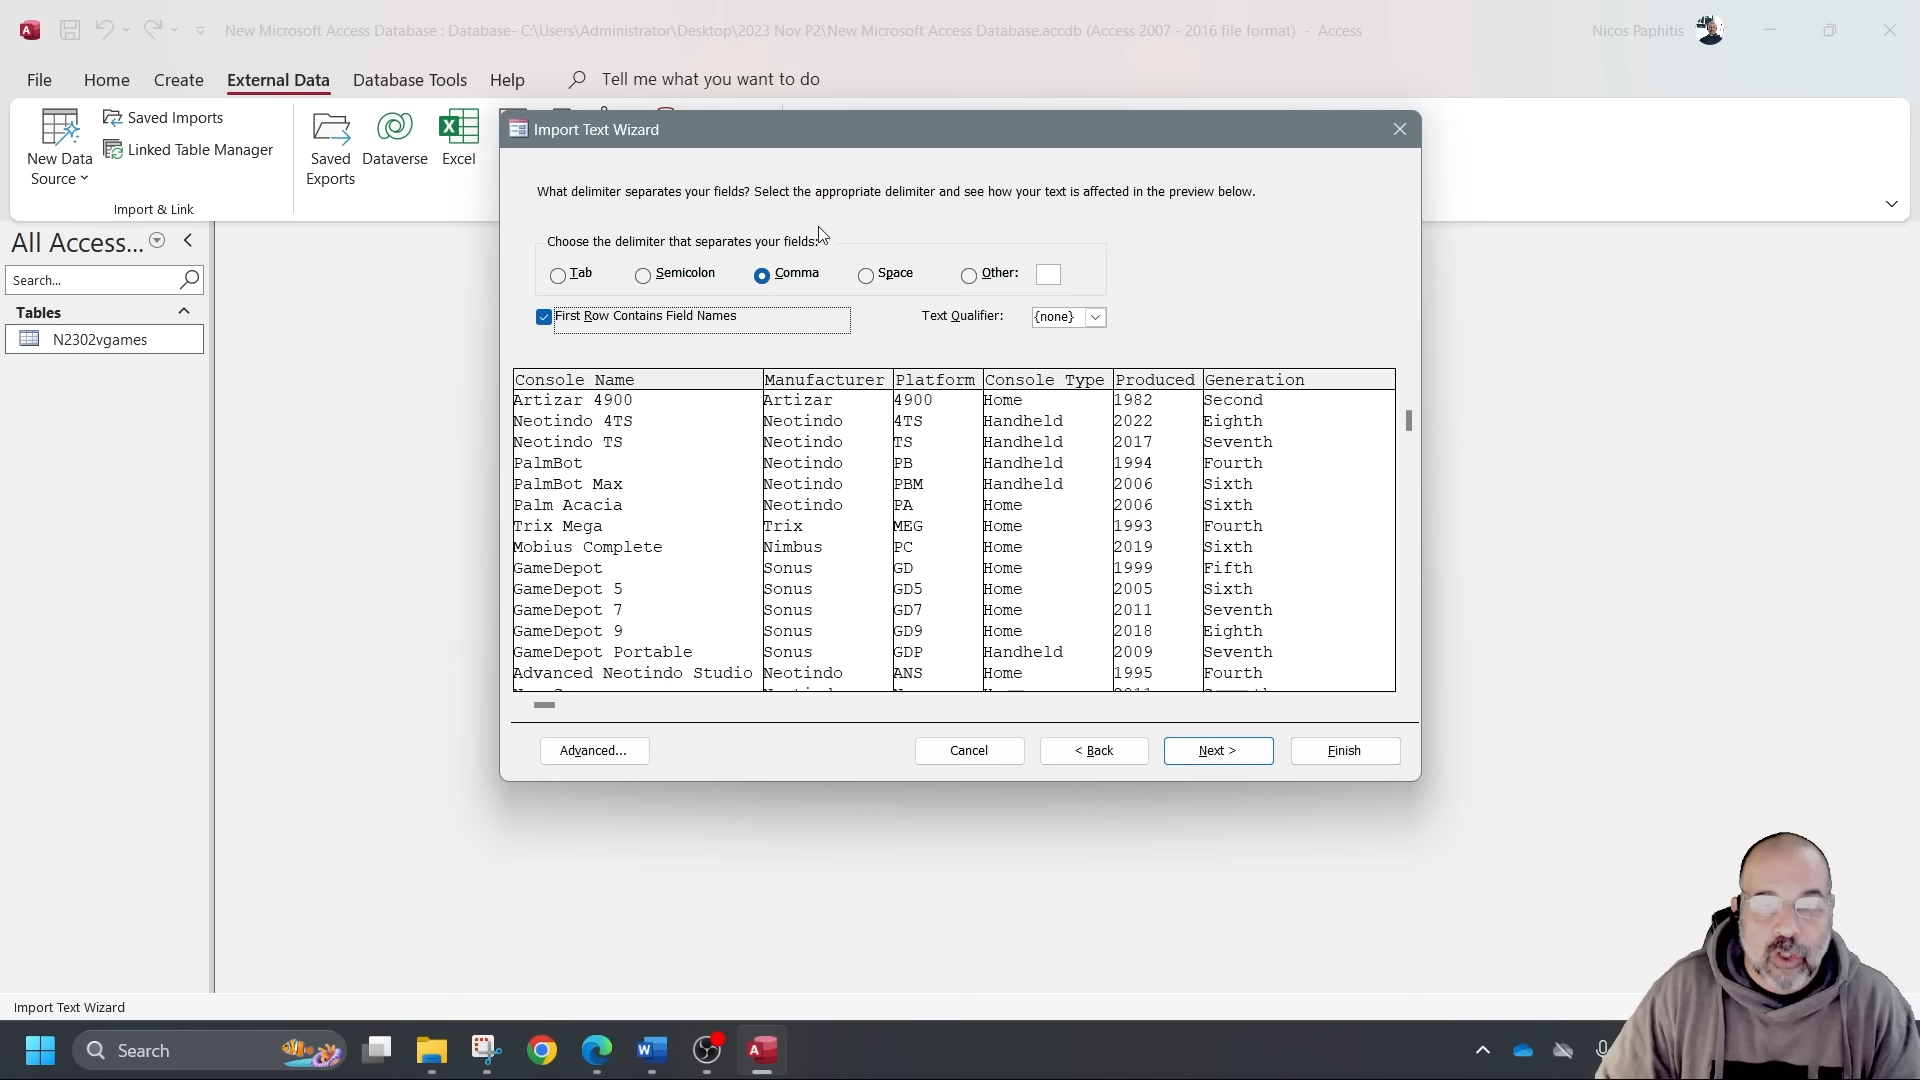 New Microsoft Access Database : Database- C:\Users\Administrator\Desktop\2023 Nov P2\New Microsoft Access Database.accdb (Access 2007 - 2016 file format) - Access
Nicos Paphitis
File Home Create External Data Database Tools Help Tell me what you want to do
New Data Source
Saved Imports
Linked Table Manager
Import & Link
Saved Exports
Dataverse
Excel
All Access...
Search...
Tables
N2302vgames
Import Text Wizard
What delimiter separates your fields? Select the appropriate delimiter and see how your text is affected in the preview below.
Choose the delimiter that separates your fields:
Tab Semicolon Comma Space Other:
First Row Contains Field Names Text Qualifier: {none}
Console Name Manufacturer Platform Console Type Produced Generation
Artizar 4900 Artizar 4900 Home 1982 Second
Neotindo 4TS Neotindo 4TS Handheld 2022 Eighth
Neotindo TS Neotindo TS Handheld 2017 Seventh
PalmBot Neotindo PB Handheld 1994 Fourth
PalmBot Max Neotindo PBM Handheld 2006 Sixth
Palm Acacia Neotindo PA Home 2006 Sixth
Trix Mega Trix MEG Home 1993 Fourth
Mobius Complete Nimbus PC Home 2019 Sixth
GameDepot Sonus GD Home 1999 Fifth
GameDepot 5 Sonus GD5 Home 2005 Sixth
GameDepot 7 Sonus GD7 Home 2011 Seventh
GameDepot 9 Sonus GD9 Home 2018 Eighth
GameDepot Portable Sonus GDP Handheld 2009 Seventh
Advanced Neotindo Studio Neotindo ANS Home 1995 Fourth
Advanced... Cancel < Back Next > Finish
Import Text Wizard
Search